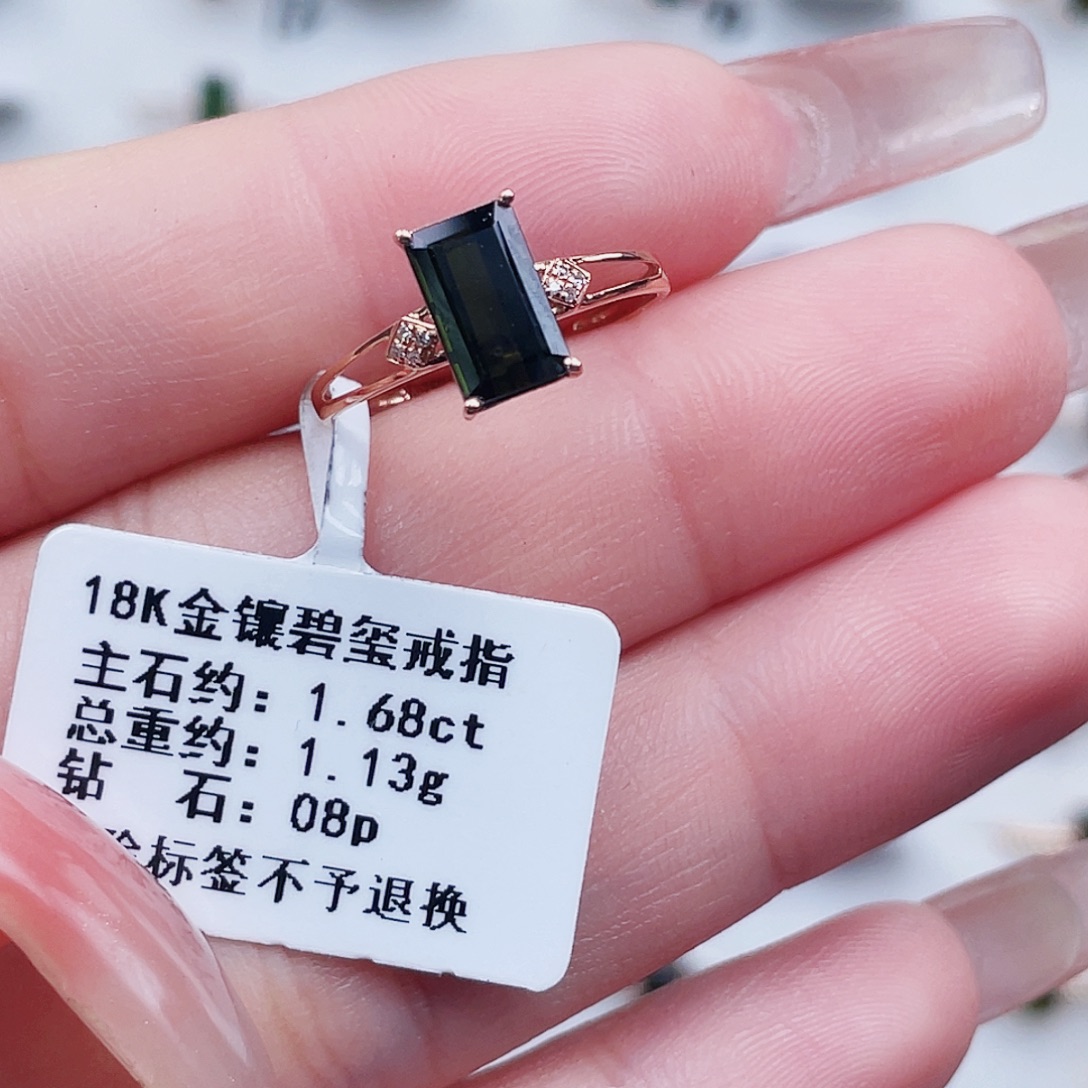 18K金镶碧玺戒指
主石约: 1.68ct
总重约: 1.13g
钻 石: 08p
标签不予退换